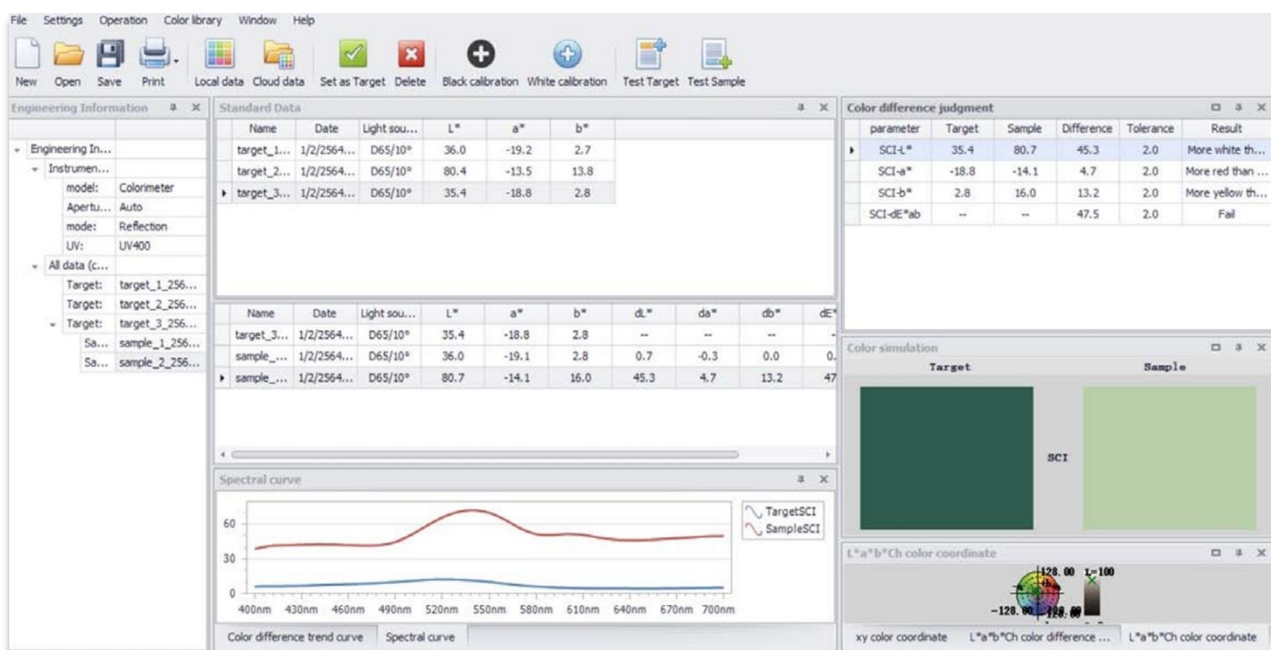 File Settings Operation Color library Window Help
New Open Save Print Local data Cloud data Set as Target Delete Black calibration White calibration Test Target Test Sample
Engineering Information
Engineering In...
Instrumen...
model: Colorimeter
Apertu... Auto
mode: Reflection
UV: UV400
All data (c...
Target: target_1_256...
Target: target_2_256...
Target: target_3_256...
Sa... sample_1_256...
Sa... sample_2_256...
Standard Data
Name Date Light sou... L* a* b*
target_1... 1/2/2564... D65/10° 36.0 -19.2 2.7
target_2... 1/2/2564... D65/10° 80.4 -13.5 13.8
target_3... 1/2/2564... D65/10° 35.4 -18.8 2.8
Name Date Light sou... L* a* b* dL* da* db* dE*
target_3... 1/2/2564... D65/10° 35.4 -18.8 2.8 -- -- -- -
sample_... 1/2/2564... D65/10° 36.0 -19.1 2.8 0.7 -0.3 0.0 0.
sample_... 1/2/2564... D65/10° 80.7 -14.1 16.0 45.3 4.7 13.2 47
Spectral curve
60
30
0
400nm 430nm 460nm 490nm 520nm 550nm 580nm 610nm 640nm 670nm 700nm
TargetSCI
SampleSCI
Color difference trend curve Spectral curve
Color difference judgment
parameter Target Sample Difference Tolerance Result
SCI-L* 35.4 80.7 45.3 2.0 More white th...
SCI-a* -18.8 -14.1 4.7 2.0 More red than ...
SCI-b* 2.8 16.0 13.2 2.0 More yellow th...
SCI-dE*ab -- -- 47.5 2.0 Fail
Color simulation
Target Sample
SCI
L*a*b*Ch color coordinate
128.00 L=100
-128.00 -128.00
xy color coordinate L*a*b*Ch color difference ... L*a*b*Ch color coordinate